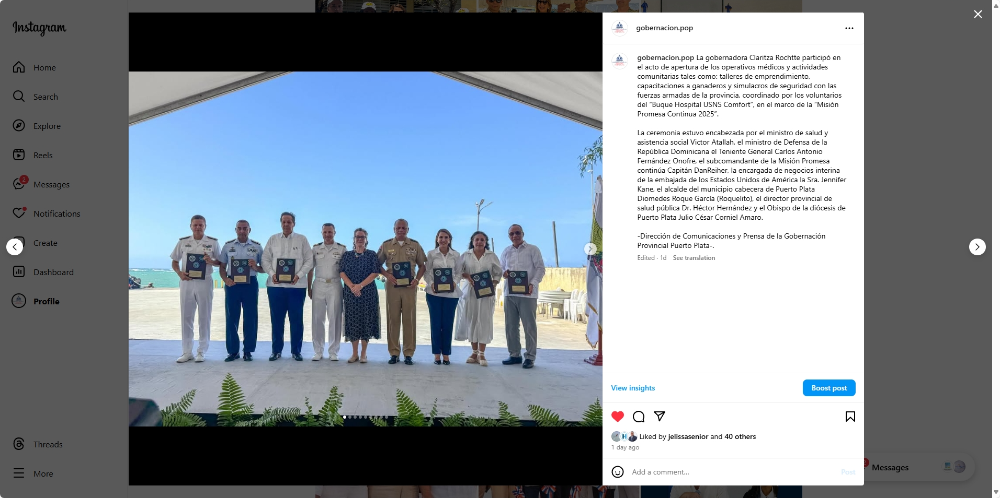 Instagram
Home
Search
Explore
Reels
2
Messages
Notifications
Create
Dashboard
Profile
Threads
More
gobernacion.pop
gobernacion.pop La gobernadora Claritza Rochtte participó en
el acto de apertura de los operativos médicos y actividades
comunitarias tales como: talleres de emprendimiento,
capacitaciones a ganaderos y simulacros de seguridad con las
fuerzas armadas de la provincia, coordinado por los voluntarios
del “Buque Hospital USNS Comfort”, en el marco de la “Misión
Promesa Continua 2025”.
La ceremonia estuvo encabezada por el ministro de salud y
asistencia social Victor Atallah, el ministro de Defensa de la
República Dominicana el Teniente General Carlos Antonio
Fernández Onofre, el subcomandante de la Misión Promesa
continúa Capitán DanReiher, la encargada de negocios interina
de la embajada de los Estados Unidos de América la Sra. Jennifer
Kane, el alcalde del municipio cabecera de Puerto Plata
Diomedes Roque García (Roquelito), el director provincial de
salud pública Dr. Héctor Hernández y el Obispo de la diócesis de
Puerto Plata Julio César Corniel Amaro.
-Dirección de Comunicaciones y Prensa de la Gobernación
Provincial Puerto Plata-.
Edited · 1d See translation
View insights
Boost post
H
Liked by jelissasenior and 40 others
1 day ago
Add a comment...
Post
2
Messages